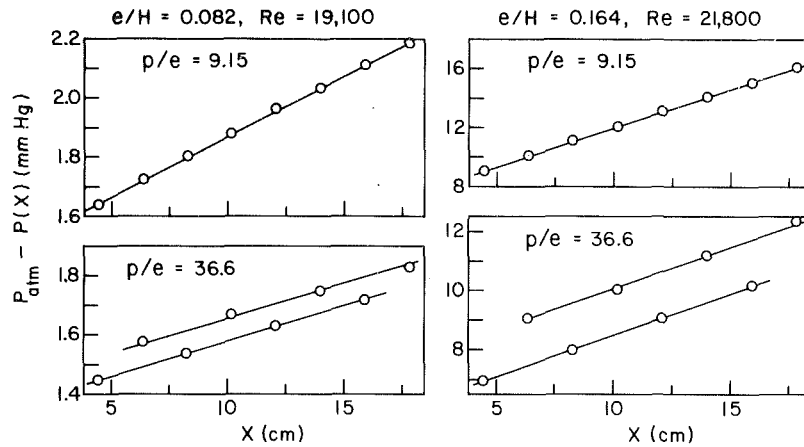 e/H = 0.082, Re = 19,100
e/H = 0.164, Re = 21,800
P_atm – P(X) (mm Hg)
2.2
2.0
1.8
1.6
p/e = 9.15
16
14
12
10
8
p/e = 9.15
1.8
1.6
1.4
p/e = 36.6
5
10
15
X (cm)
12
10
8
p/e = 36.6
5
10
15
X (cm)